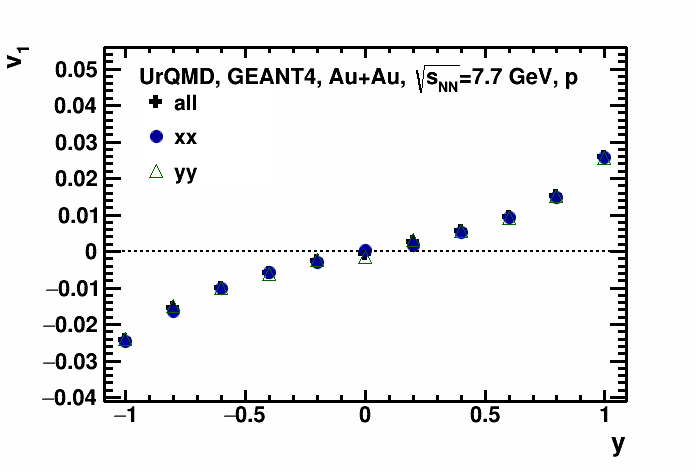 v₁
UrQMD, GEANT4, Au+Au, √sNN=7.7 GeV, p
all
xx
yy
0.05
0.04
0.03
0.02
0.01
0
−0.01
−0.02
−0.03
−0.04
−1 −0.5 0 0.5 1
y